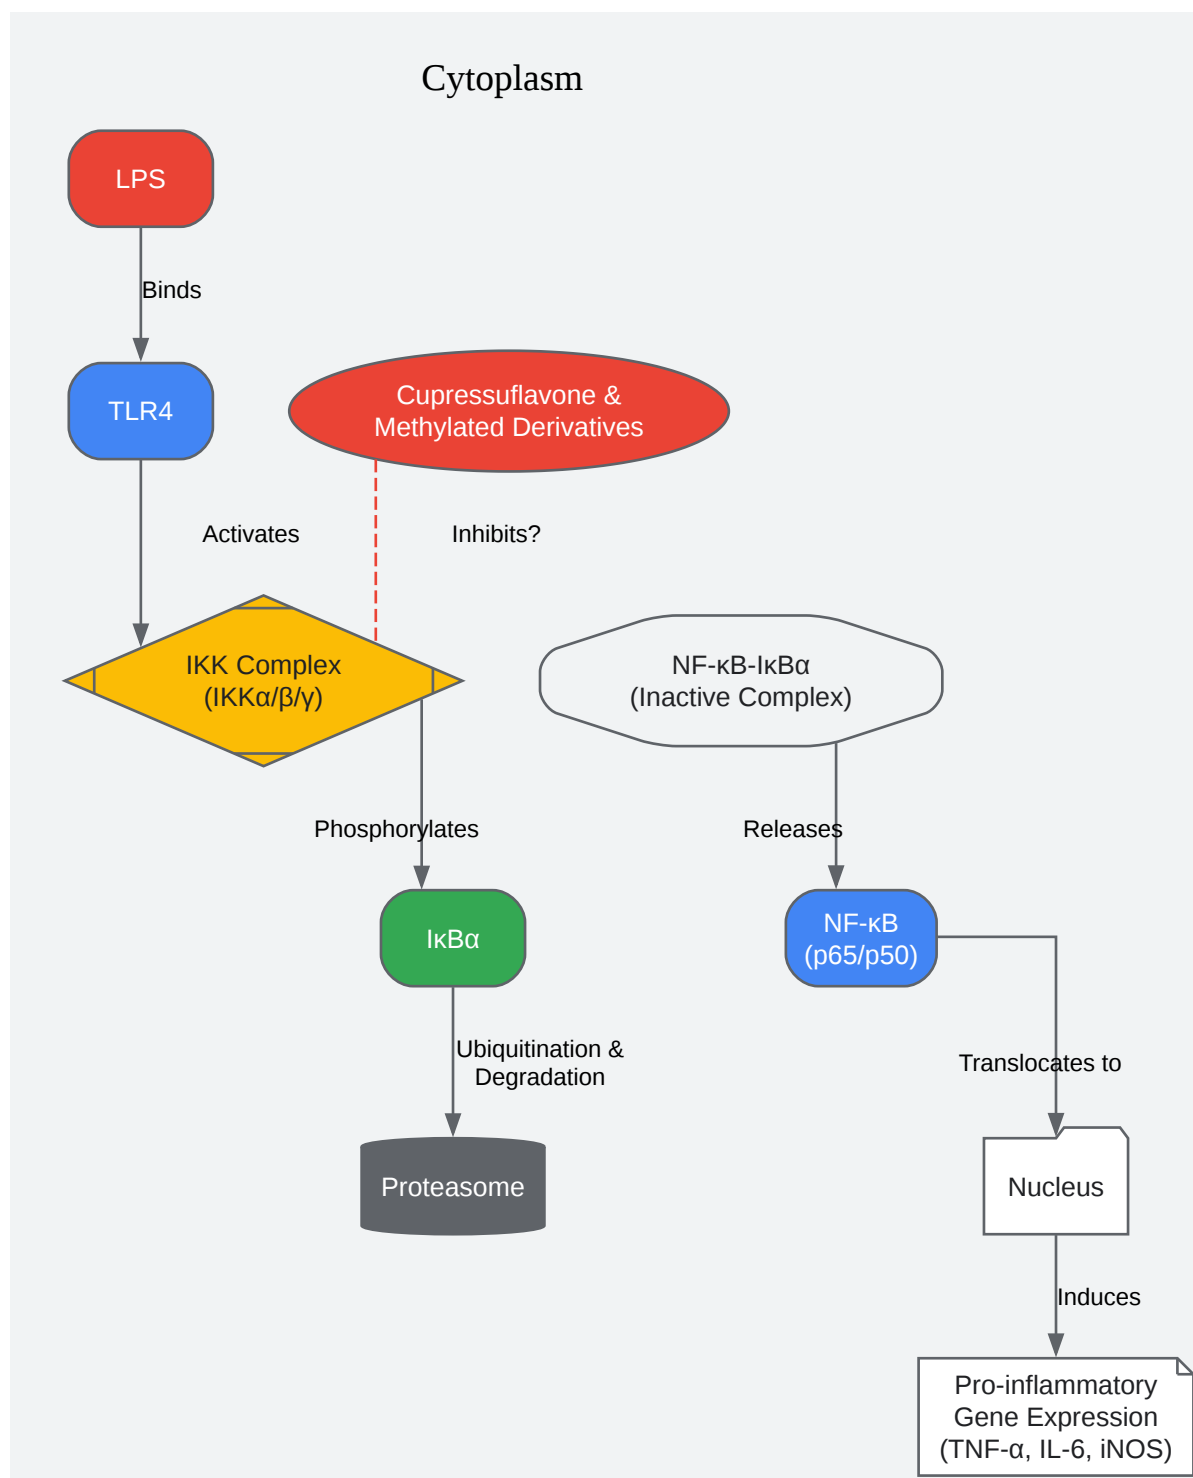 Cytoplasm
LPS
Binds
TLR4
Cupressuflavone &
Methylated Derivatives
Activates
Inhibits?
IKK Complex
(IKKα/β/γ)
NF-κB-IκBα
(Inactive Complex)
Phosphorylates
Releases
IκBα
NF-κB
(p65/p50)
Ubiquitination &
Degradation
Translocates to
Proteasome
Nucleus
Induces
Pro-inflammatory
Gene Expression
(TNF-α, IL-6, iNOS)